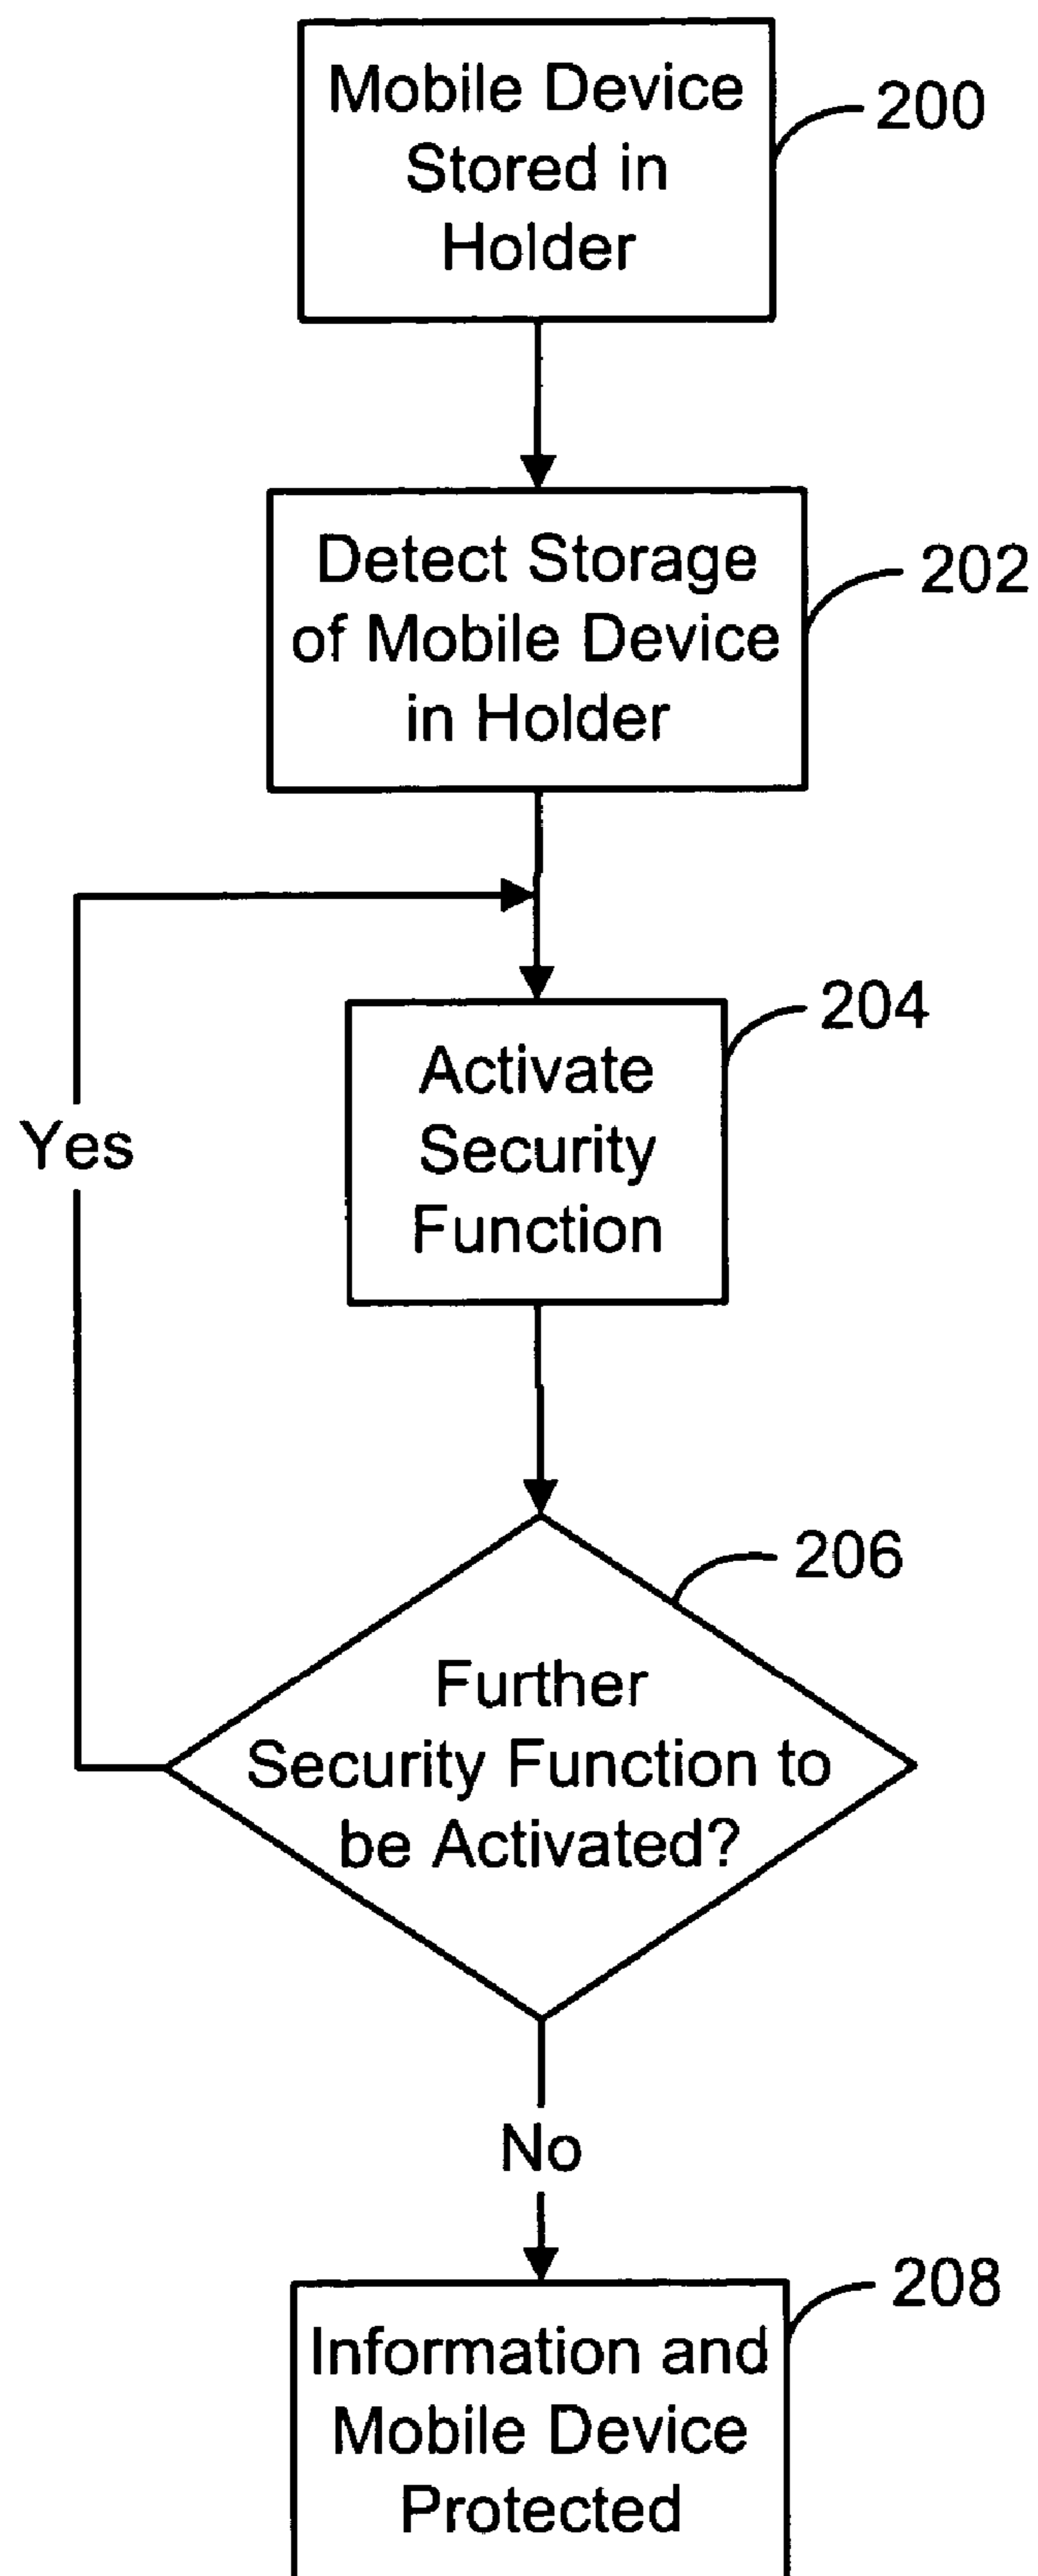 Mobile Device
Stored in
Holder
200
Detect Storage
of Mobile Device
in Holder
202
Activate
Security
Function
204
Yes
Further
Security Function to
be Activated?
206
No
Information and
Mobile Device
Protected
208